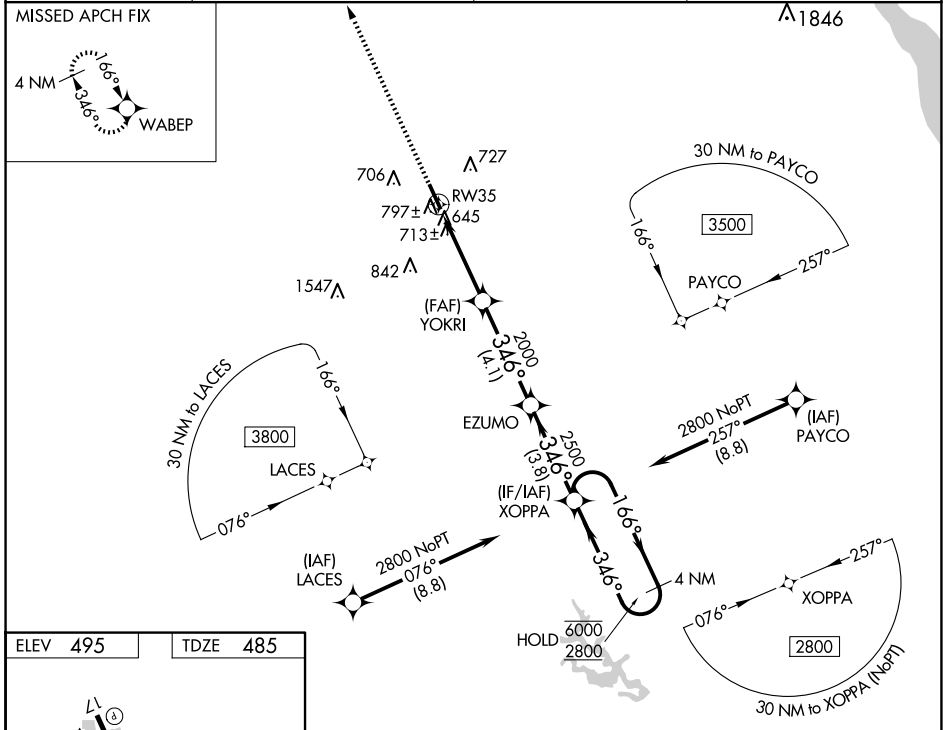 MISSED APCH FIX
4 NM
166°
346°
WABEP
1846
706
727
797±
RW35
645
713±
842
1547
(FAF)
YOKRI
2000
346°
(4.1)
EZUMO
2500
346°
(3.8)
(IF/IAF)
XOPPA
166°
346°
4 NM
HOLD
6000
2800
30 NM to PAYCO
3500
166°
257°
PAYCO
30 NM to LACES
3800
166°
LACES
076°
2800 NoPT
257°
(8.8)
(IAF)
PAYCO
(IAF)
LACES
2800 NoPT
076°
(8.8)
257°
076°
XOPPA
2800
30 NM to XOPPA (NoPT)
ELEV 495
TDZE 485
17
P